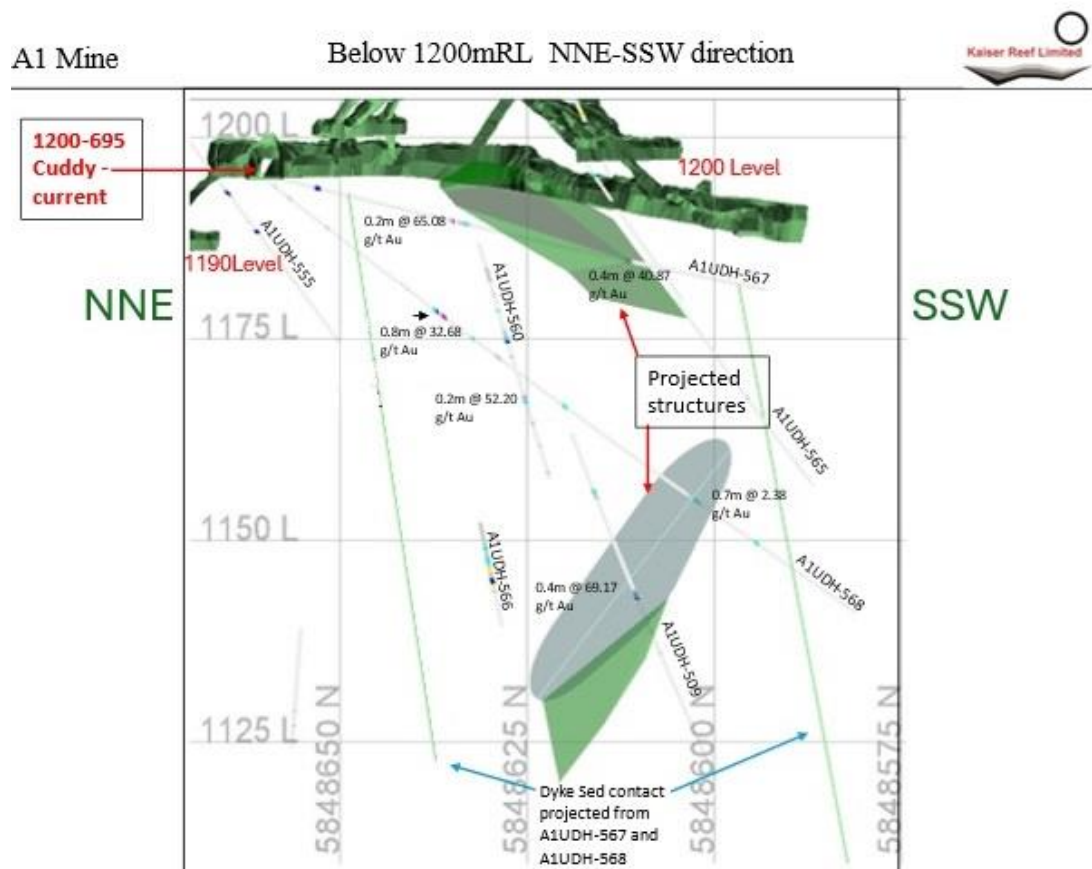 A1 Mine
Below 1200mRL NNE-SSW direction
Kaiser Reef Limited
1200-695
Cuddy -
current
1200 L
1200 Level
0.2m @ 65.08
g/t Au
A1UDH-555
1190Level
A1UDH-560
0.4m @ 40.87
g/t Au
A1UDH-567
NNE
SSW
0.8m @ 32.68
g/t Au
1175 L
Projected
structures
0.2m @ 52.20
g/t Au
A1UDH-565
0.7m @ 2.38
g/t Au
1150 L
A1UDH-566
0.4m @ 69.17
g/t Au
A1UDH-568
A1UDH-509
1125 L
5848650 N
5848625 N
5848600 N
5848575 N
Dyke Sed contact
projected from
A1UDH-567 and
A1UDH-568